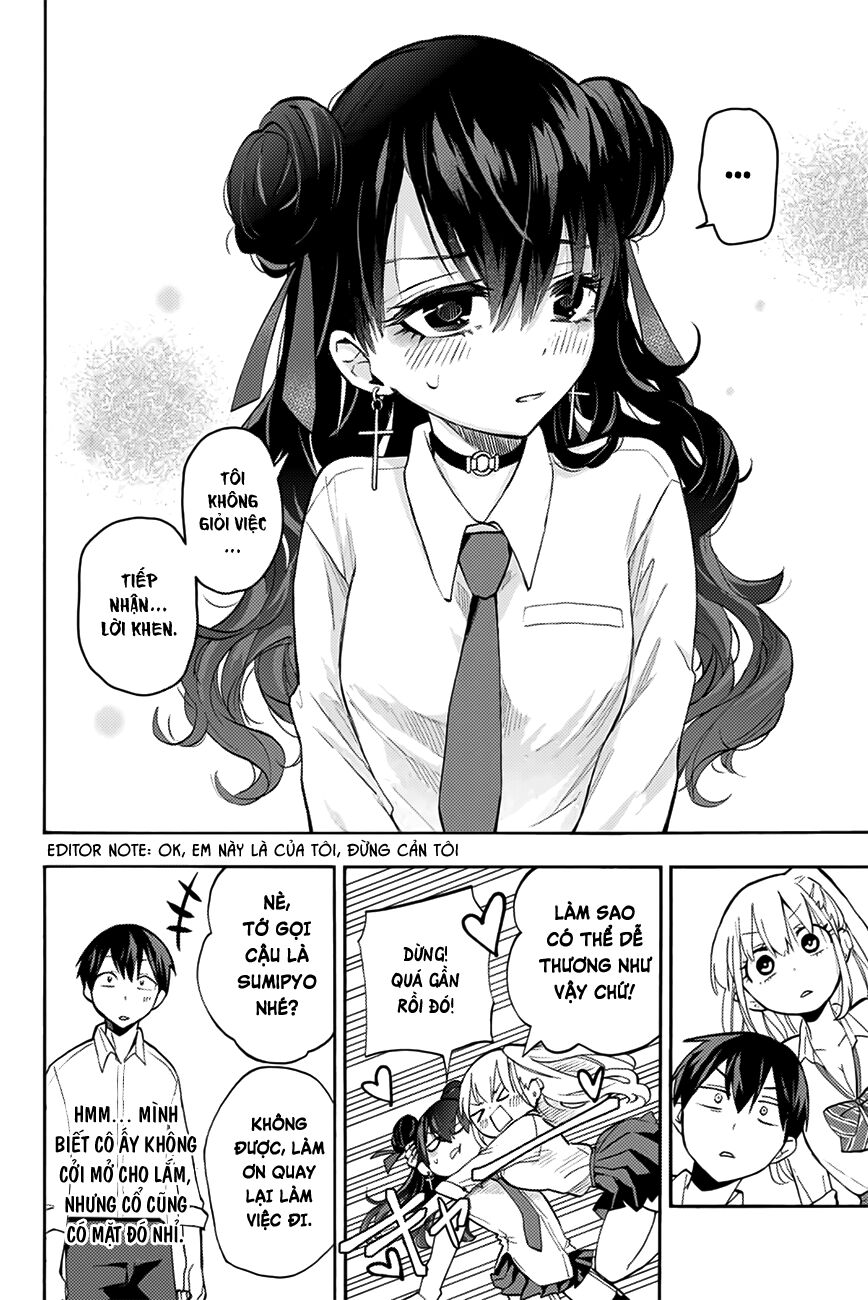 ...
TÔI
KHÔNG
GIỎI VIỆC
...
TIẾP
NHẬN...
LỜI KHEN.
EDITOR NOTE: OK, EM NÀY LÀ CỦA TÔI, ĐỪNG CẢN TÔI
LÀM SAO
CÓ THỂ DỄ
THƯƠNG NHƯ
VẬY CHỨ!
DỪNG!
QUÁ GẦN
RỒI ĐÓ!
NÈ,
TỚ GỌI
CẬU LÀ
SUMIPYO
NHÉ?
KHÔNG
ĐƯỢC, LÀM
ƠN QUAY
LẠI LÀM
VIỆC ĐI.
HMM... MÌNH
BIẾT CÔ ẤY KHÔNG
CỞI MỞ CHO LẮM,
NHƯNG CỔ CŨNG
CÓ MẶT ĐÓ NHỈ!